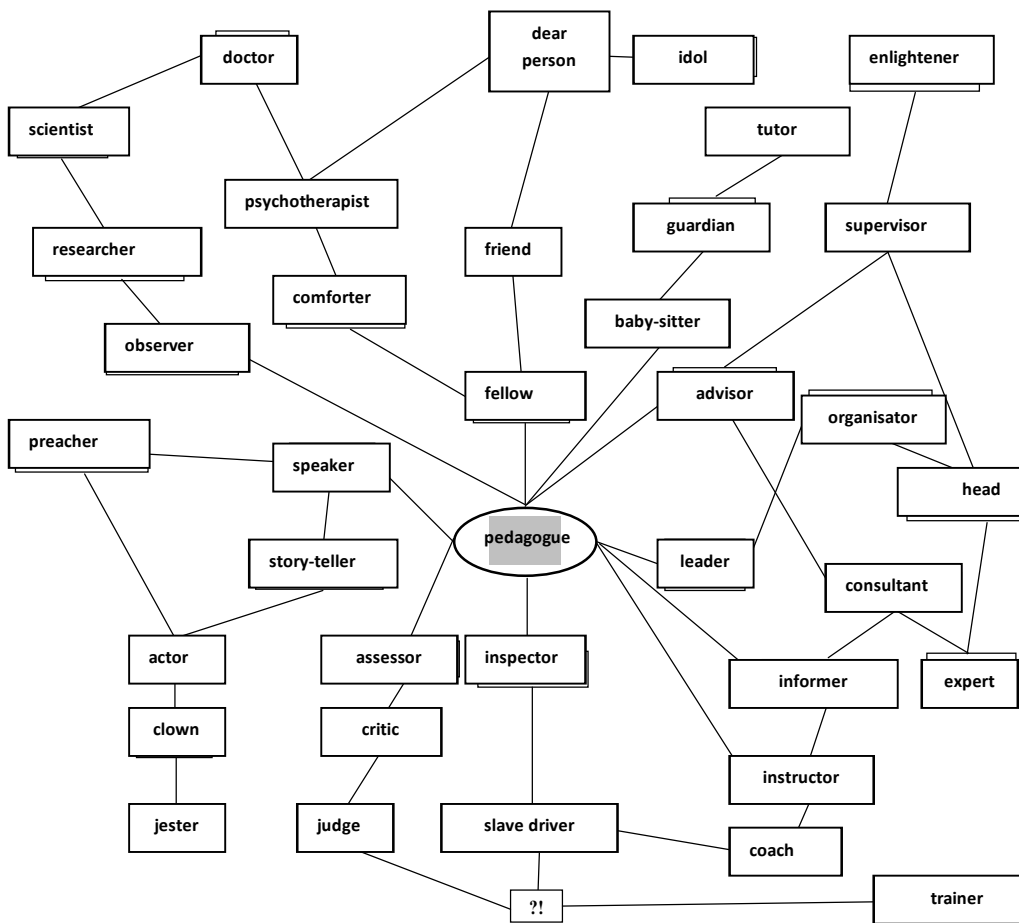 dear
person
doctor
idol
enlightener
scientist
tutor
psychotherapist
guardian
supervisor
researcher
friend
comforter
baby-sitter
observer
fellow
advisor
organisator
preacher
speaker
head
pedagogue
story-teller
leader
consultant
actor
assessor
inspector
informer
expert
clown
critic
instructor
jester
judge
slave driver
coach
trainer
?!